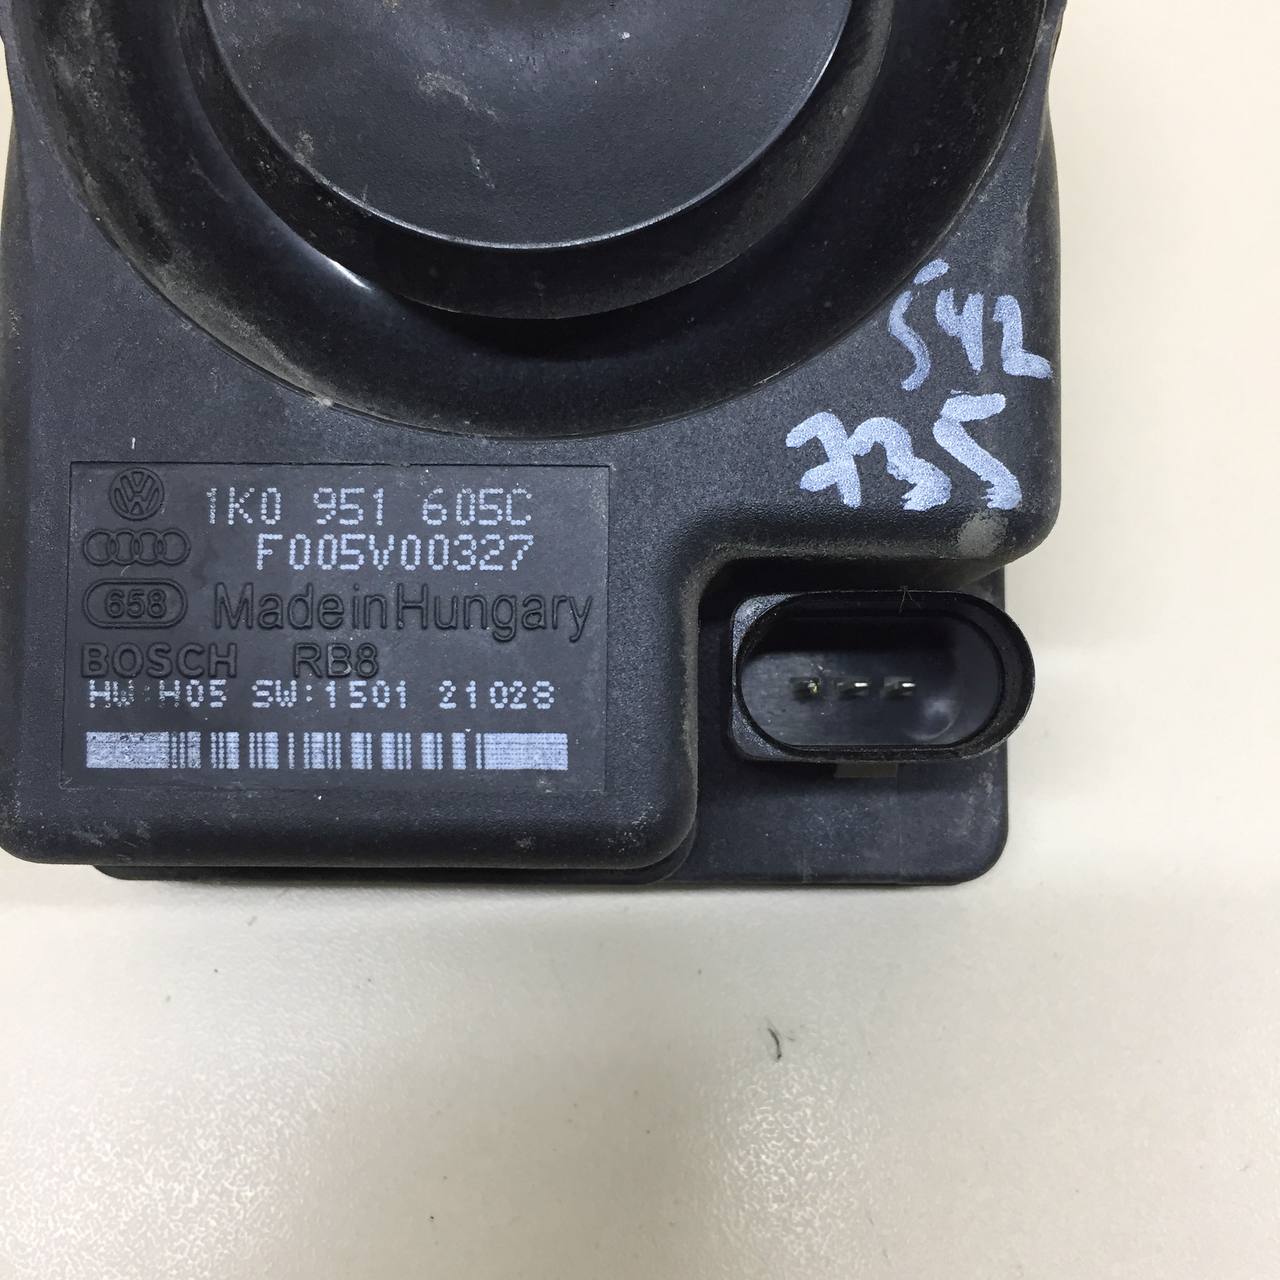 542
735
1K0 951 605C
F005V00327
658
Made in Hungary
BOSCH RB8
HW:H05 SW:1501 21028